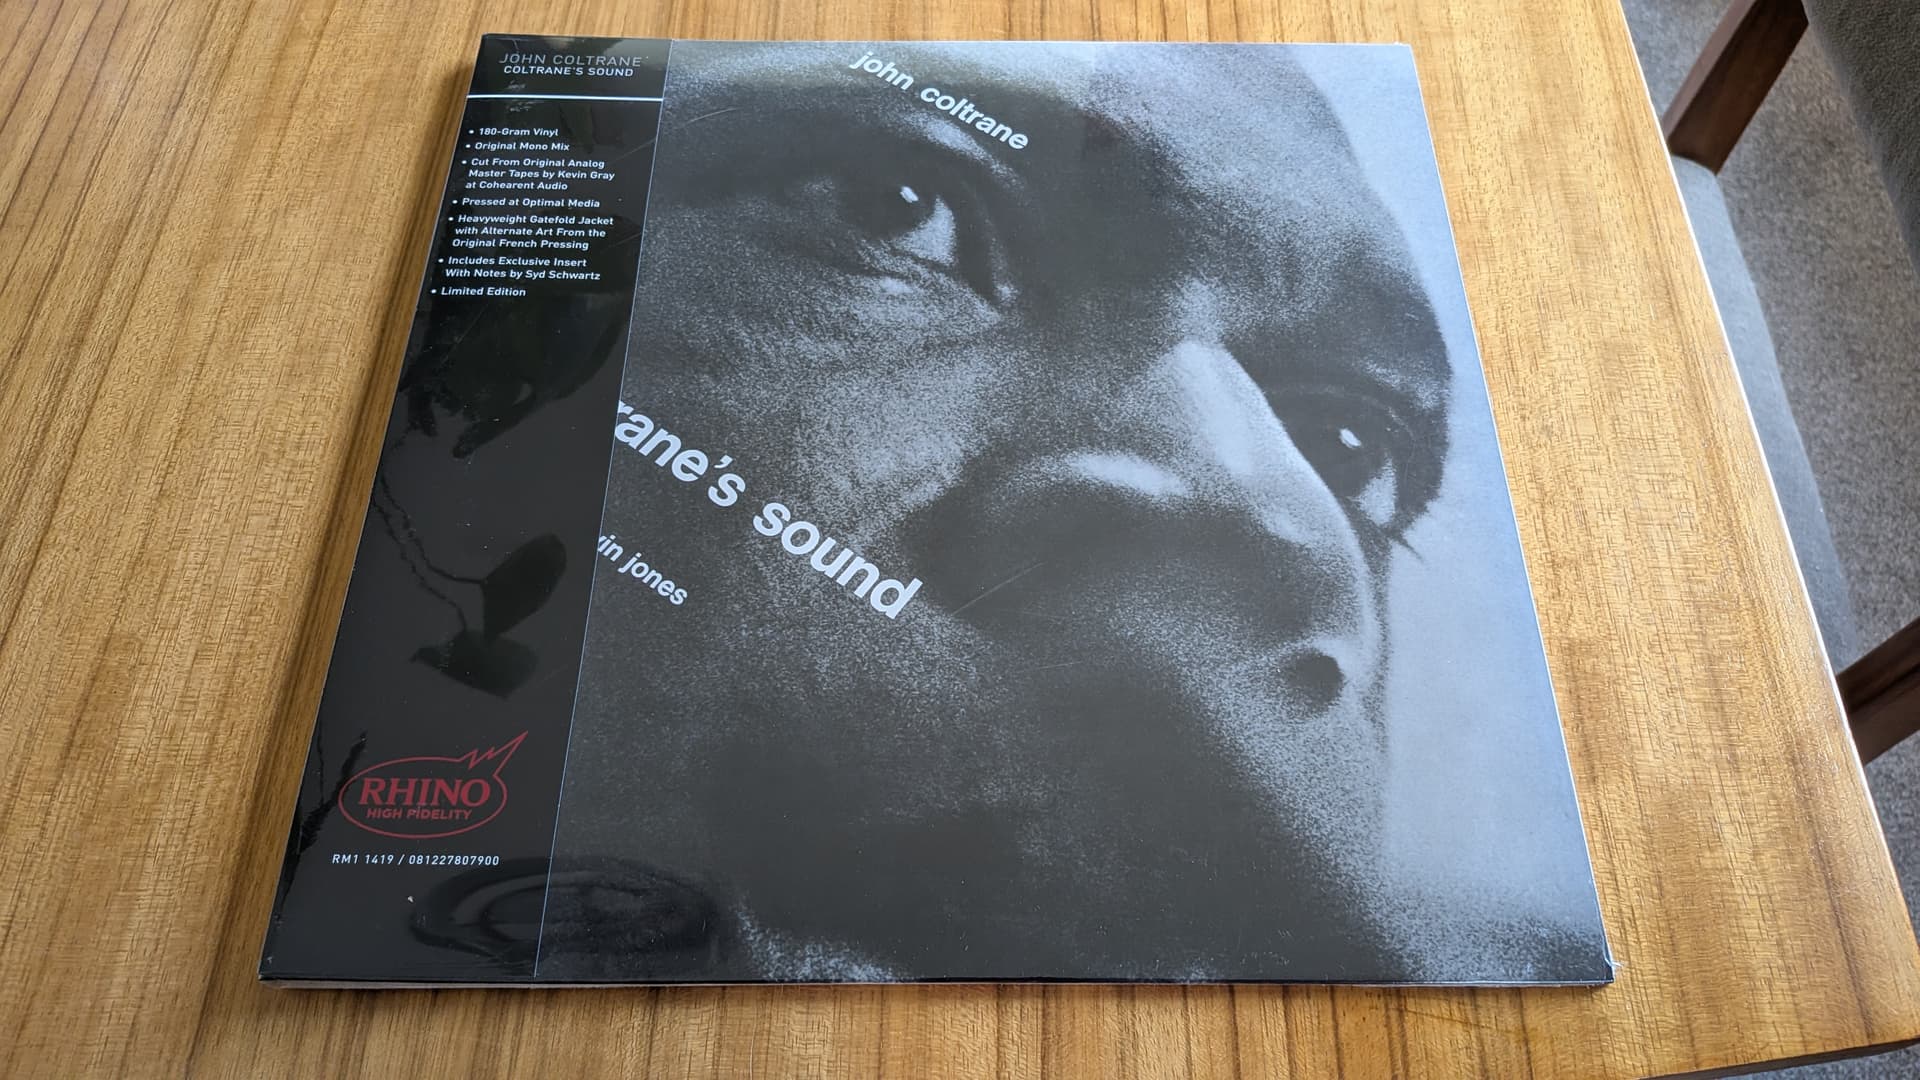 JOHN COLTRANE
COLTRANE'S SOUND
• 180-Gram Vinyl
• Original Mono Mix
• Cut From Original Analog
Master Tapes by Kevin Gray
at Cohearent Audio
• Pressed at Optimal Media
• Heavyweight Gatefold Jacket
with Alternate Art From the
Original French Pressing
• Includes Exclusive Insert
With Notes by Syd Schwartz
• Limited Edition
RHINO
HIGH FIDELITY
RM1 1419 / 081227807900
john coltrane
rane's sound
vin jones